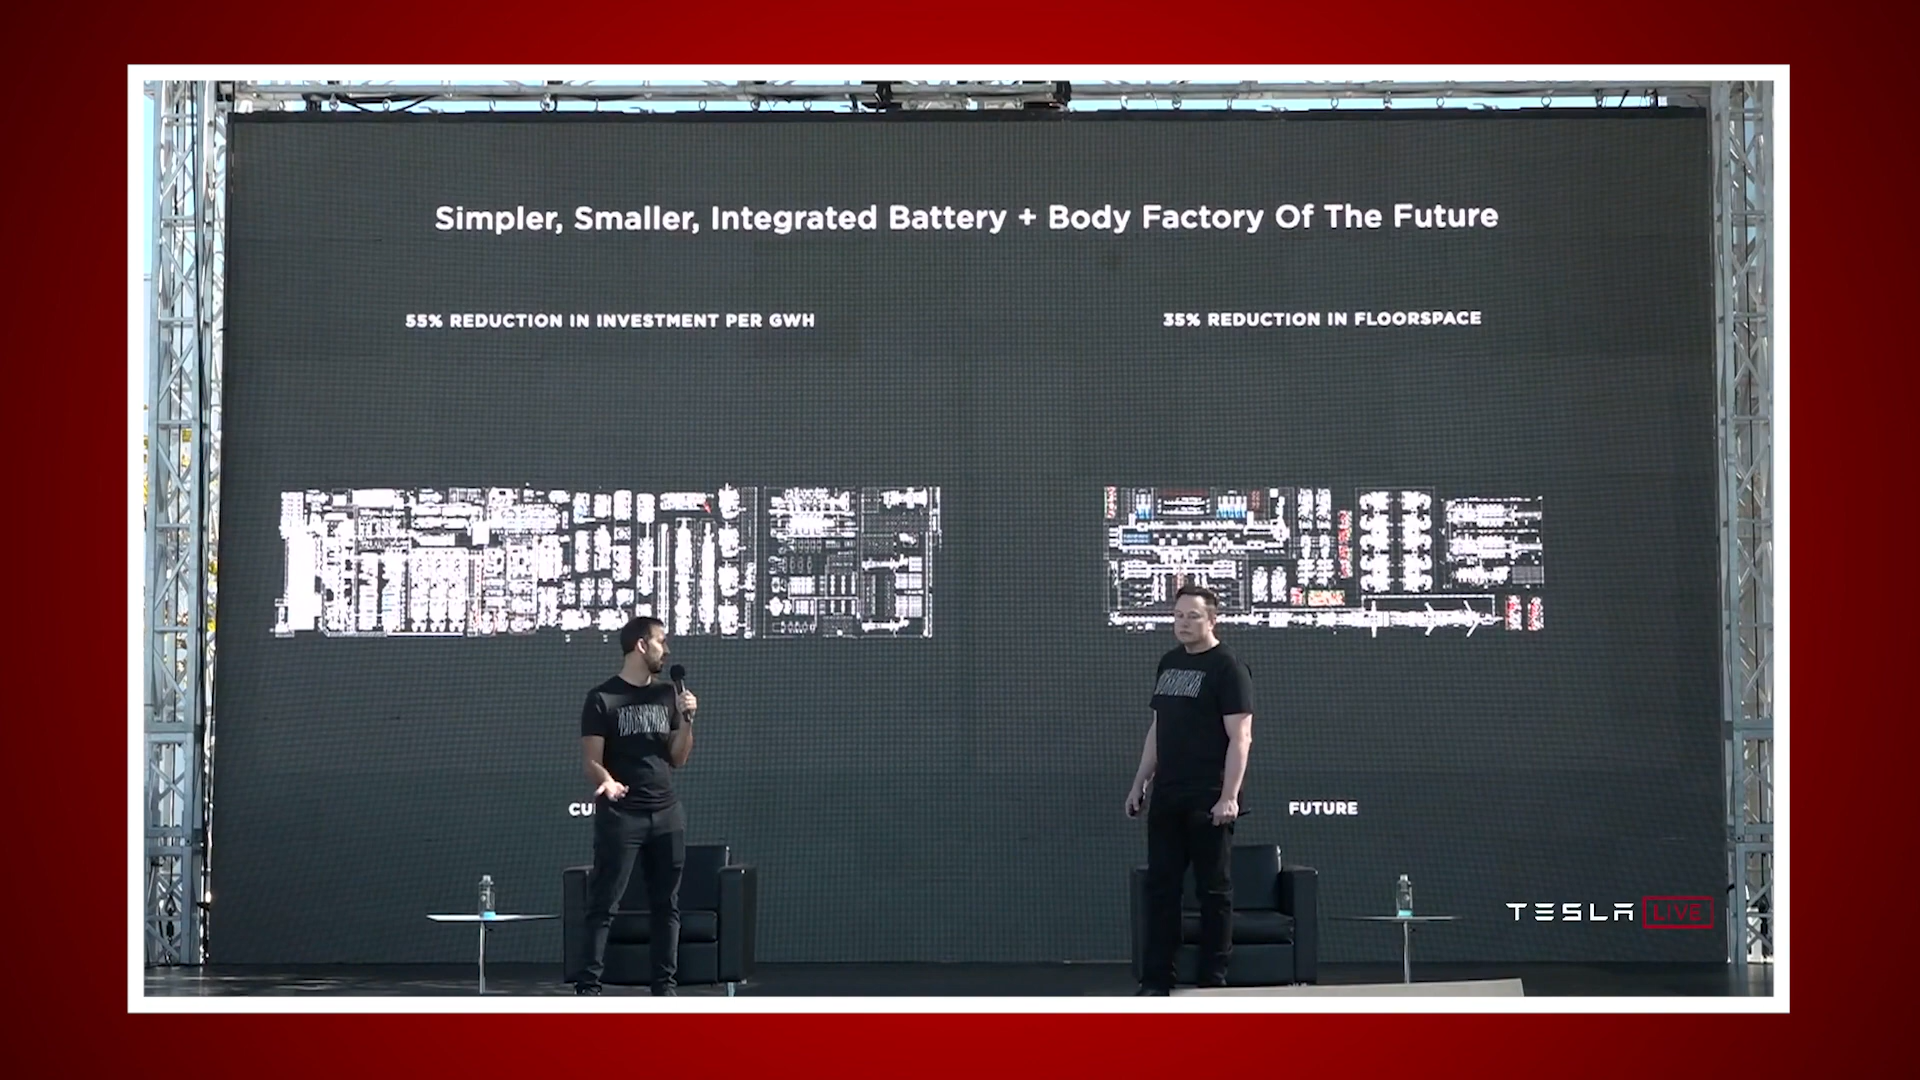 Simpler, Smaller, Integrated Battery + Body Factory Of The Future
55% REDUCTION IN INVESTMENT PER GWH
35% REDUCTION IN FLOORSPACE
FUTURE
TESLA LIVE